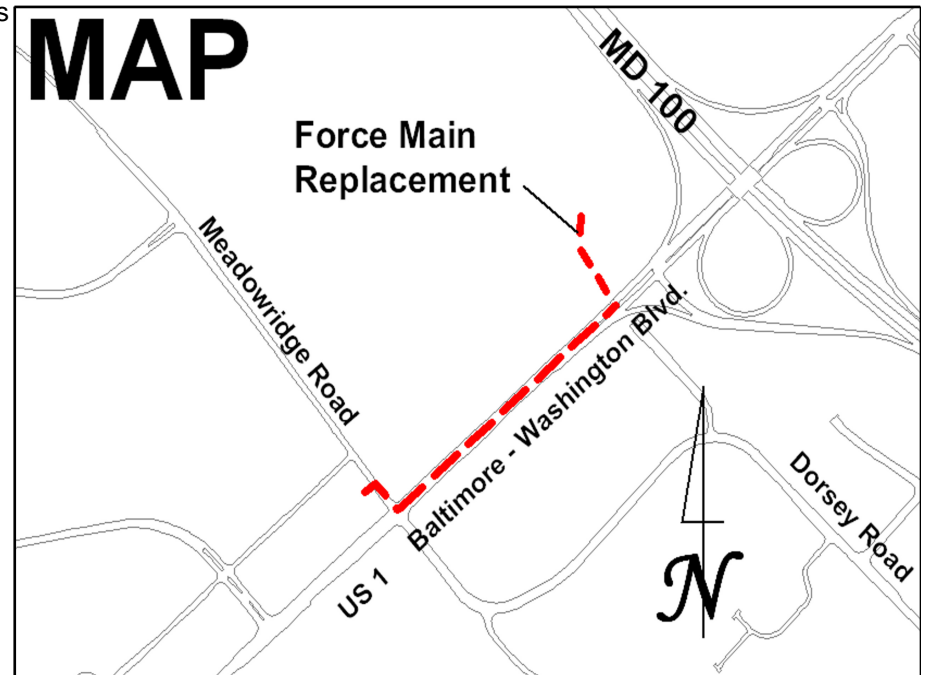 s
MAP
MD 100
Force Main
Replacement
Meadowridge Road
Baltimore - Washington Blvd.
Dorsey Road
US 1
N